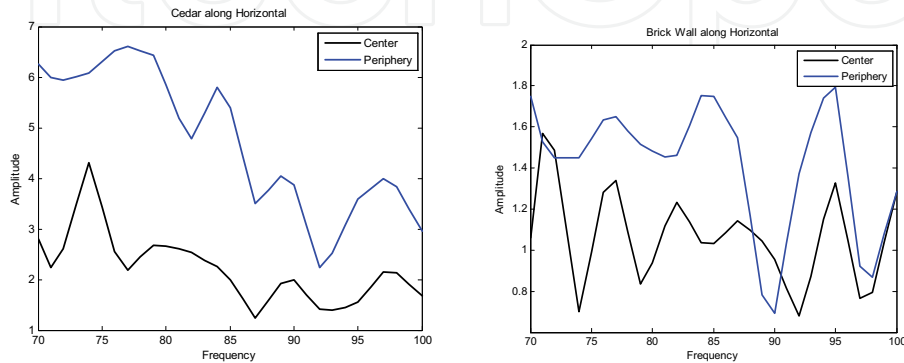 Cedar along Horizontal
7
6
5
4
3
2
1
70 75 80 85 90 95 100
Amplitude
Frequency
Center
Periphery
Brick Wall along Horizontal
2
1.8
1.6
1.4
1.2
1
0.8
70 75 80 85 90 95 100
Amplitude
Frequency
Center
Periphery